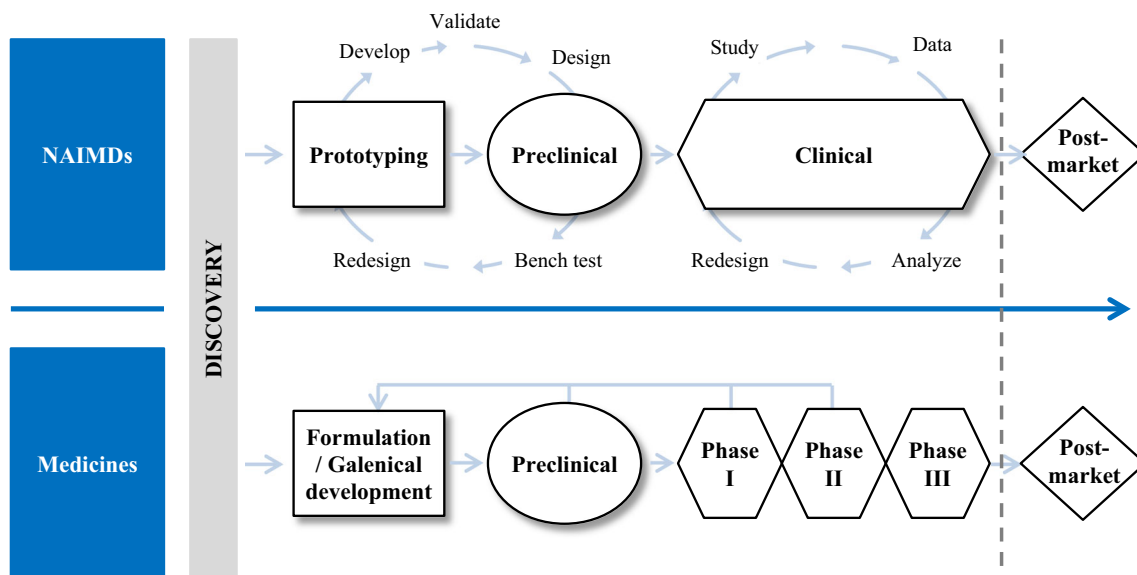 Validate
Develop
Design
Study
Data
NAIMDs
Prototyping
Preclinical
Clinical
Post-
market
Redesign
Bench test
Redesign
Analyze
DISCOVERY
Medicines
Formulation
/ Galenical
development
Preclinical
Phase
I
Phase
II
Phase
III
Post-
market